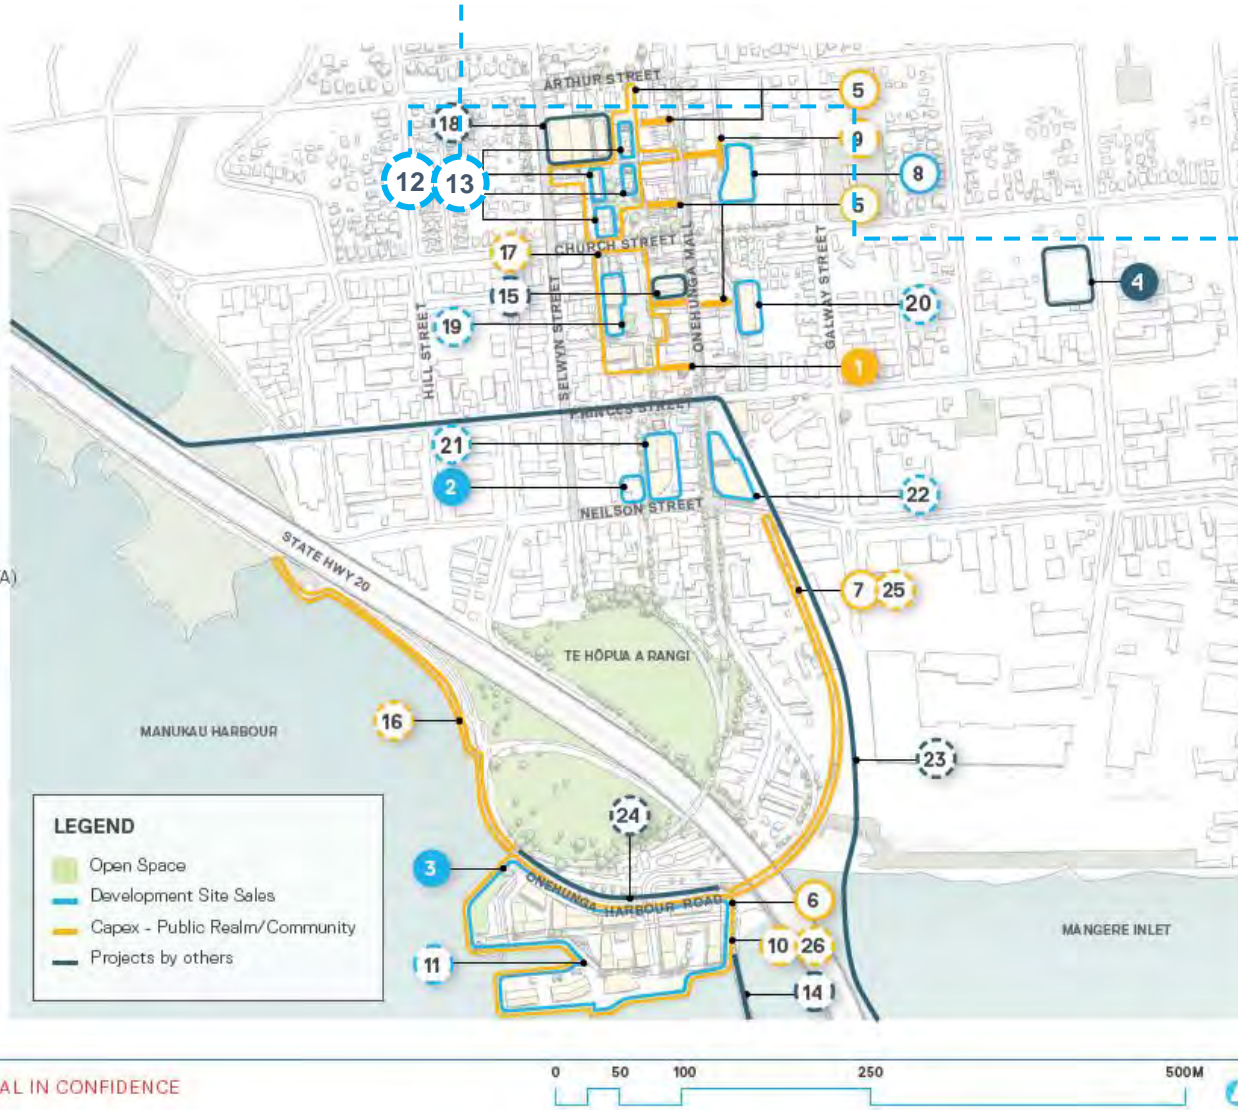 ARTHUR STREET
5
18
9
12
13
8
5
CHURCH STREET
17
ONEHUNGA MALL
GALWAY STREET
4
15
20
HILL STREET
SELWYN STREET
19
1
PRINCES STREET
21
2
22
NEILSON STREET
STATE HWY 20
A)
7
25
TE HŌPUA A RANGI
16
MANUKAU HARBOUR
23
24
LEGEND
Open Space
Development Site Sales
Capex - Public Realm/Community
Projects by others
3
ONEHUNGA HARBOUR ROAD
6
10
26
MANGERE INLET
11
14
AL IN CONFIDENCE
0 50 100 250 500M